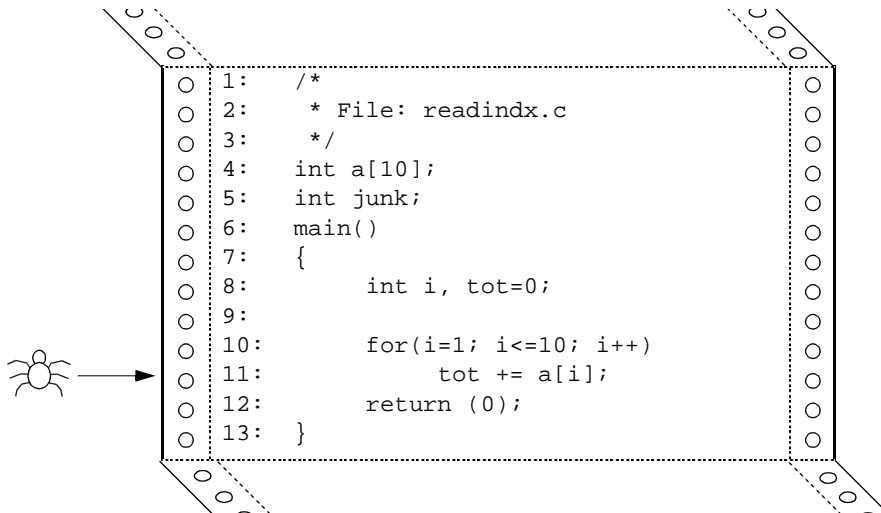 1: /*
2: * File: readindx.c
3: */
4: int a[10];
5: int junk;
6: main()
7: {
8: int i, tot=0;
9:
10: for(i=1; i<=10; i++)
11: tot += a[i];
12: return (0);
13: }